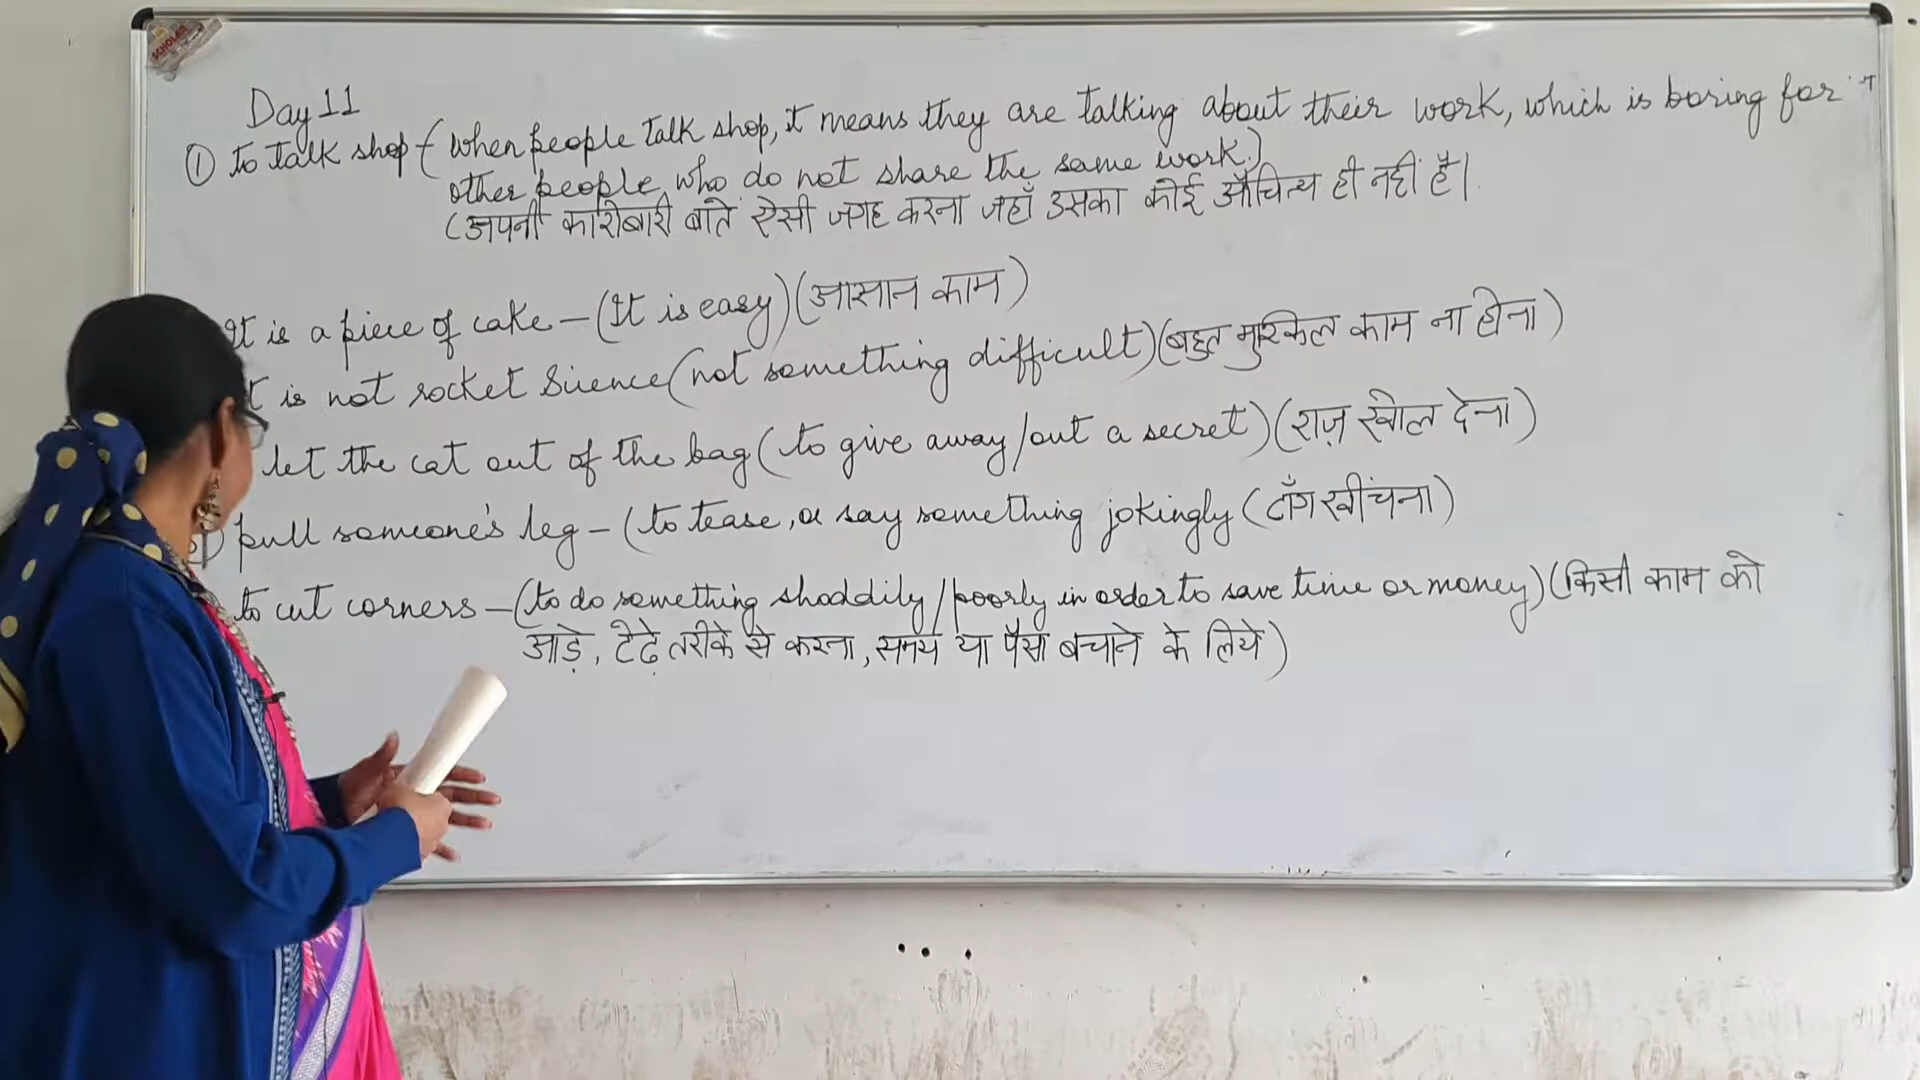 SCHOLAR
Day 11
① to talk shop - (when people talk shop, it means they are talking about their work, which is boring for
other people, who do not share the same work.)
(अपनी कारोबारी बातें ऐसी जगह करना जहाँ उसका कोई औचित्य ही नहीं है।
It is a piece of cake - (It is easy) (आसान काम)
is not rocket Sience (not something difficult) (बहुत मुश्किल काम ना होना)
let the cat out of the bag (to give away/out a secret) (राज़ खोल देना)
pull someone's leg - (to tease, or say something jokingly (टाँग खींचना)
to cut corners - (to do something shoddily/poorly in order to save time or money) (किसी काम को
आड़े, टेढ़े तरीके से करना, समय या पैसा बचाने के लिये)